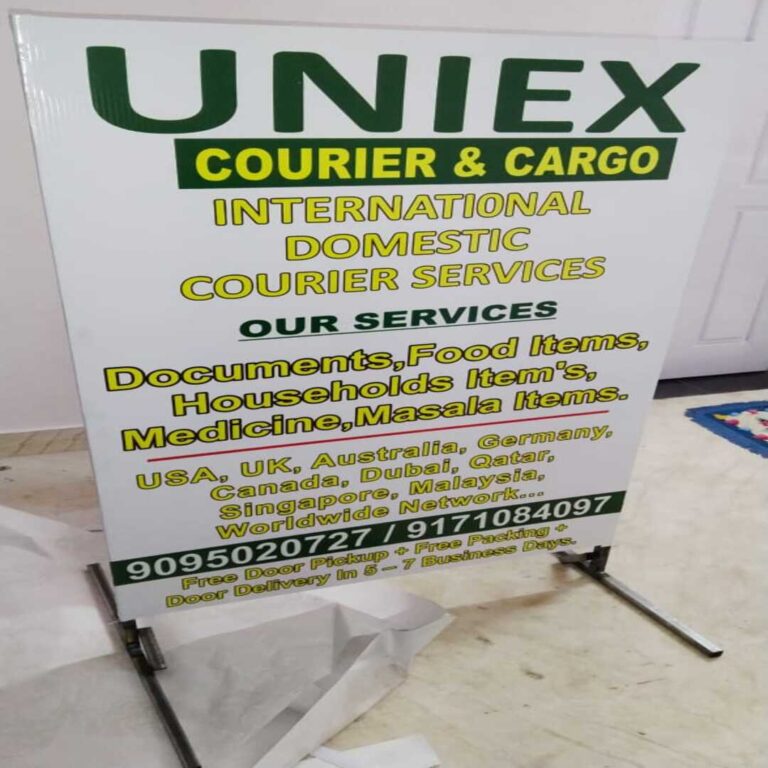 UNIEX
COURIER & CARGO
INTERNATIONAL
DOMESTIC
COURIER SERVICES
OUR SERVICES
Documents,Food Items,
Households Item's,
Medicine,Masala Items.
USA, UK, Australia, Germany,
Canada, Dubai, Qatar,
Singapore, Malaysia,
Worldwide Network...
9095020727 / 9171084097
Free Door Pickup + Free Packing +
Door Delivery In 5 – 7 Business Days.